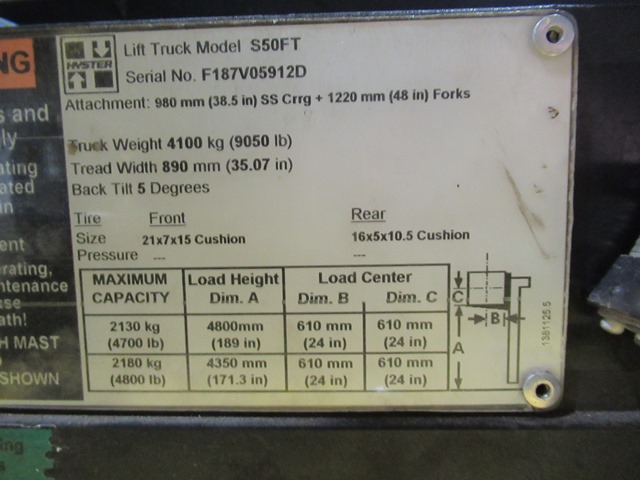 NG
s and
ly
ating
ated
in
ent
erating,
ntenance
use
ath!
H MAST
D
SHOWN
ing
s
HYSTER
Lift Truck Model S50FT
Serial No. F187V05912D
Attachment: 980 mm (38.5 in) SS Crrg + 1220 mm (48 in) Forks
Truck Weight 4100 kg (9050 lb)
Tread Width 890 mm (35.07 in)
Back Tilt 5 Degrees
Tire Front Rear
Size 21x7x15 Cushion 16x5x10.5 Cushion
Pressure --- ---
MAXIMUM CAPACITY Load Height Dim. A Load Center Dim. B Dim. C
2130 kg 4800mm 610 mm 610 mm
(4700 lb) (189 in) (24 in) (24 in)
2180 kg 4350 mm 610 mm 610 mm
(4800 lb) (171.3 in) (24 in) (24 in)
C
B
A
1381125.5